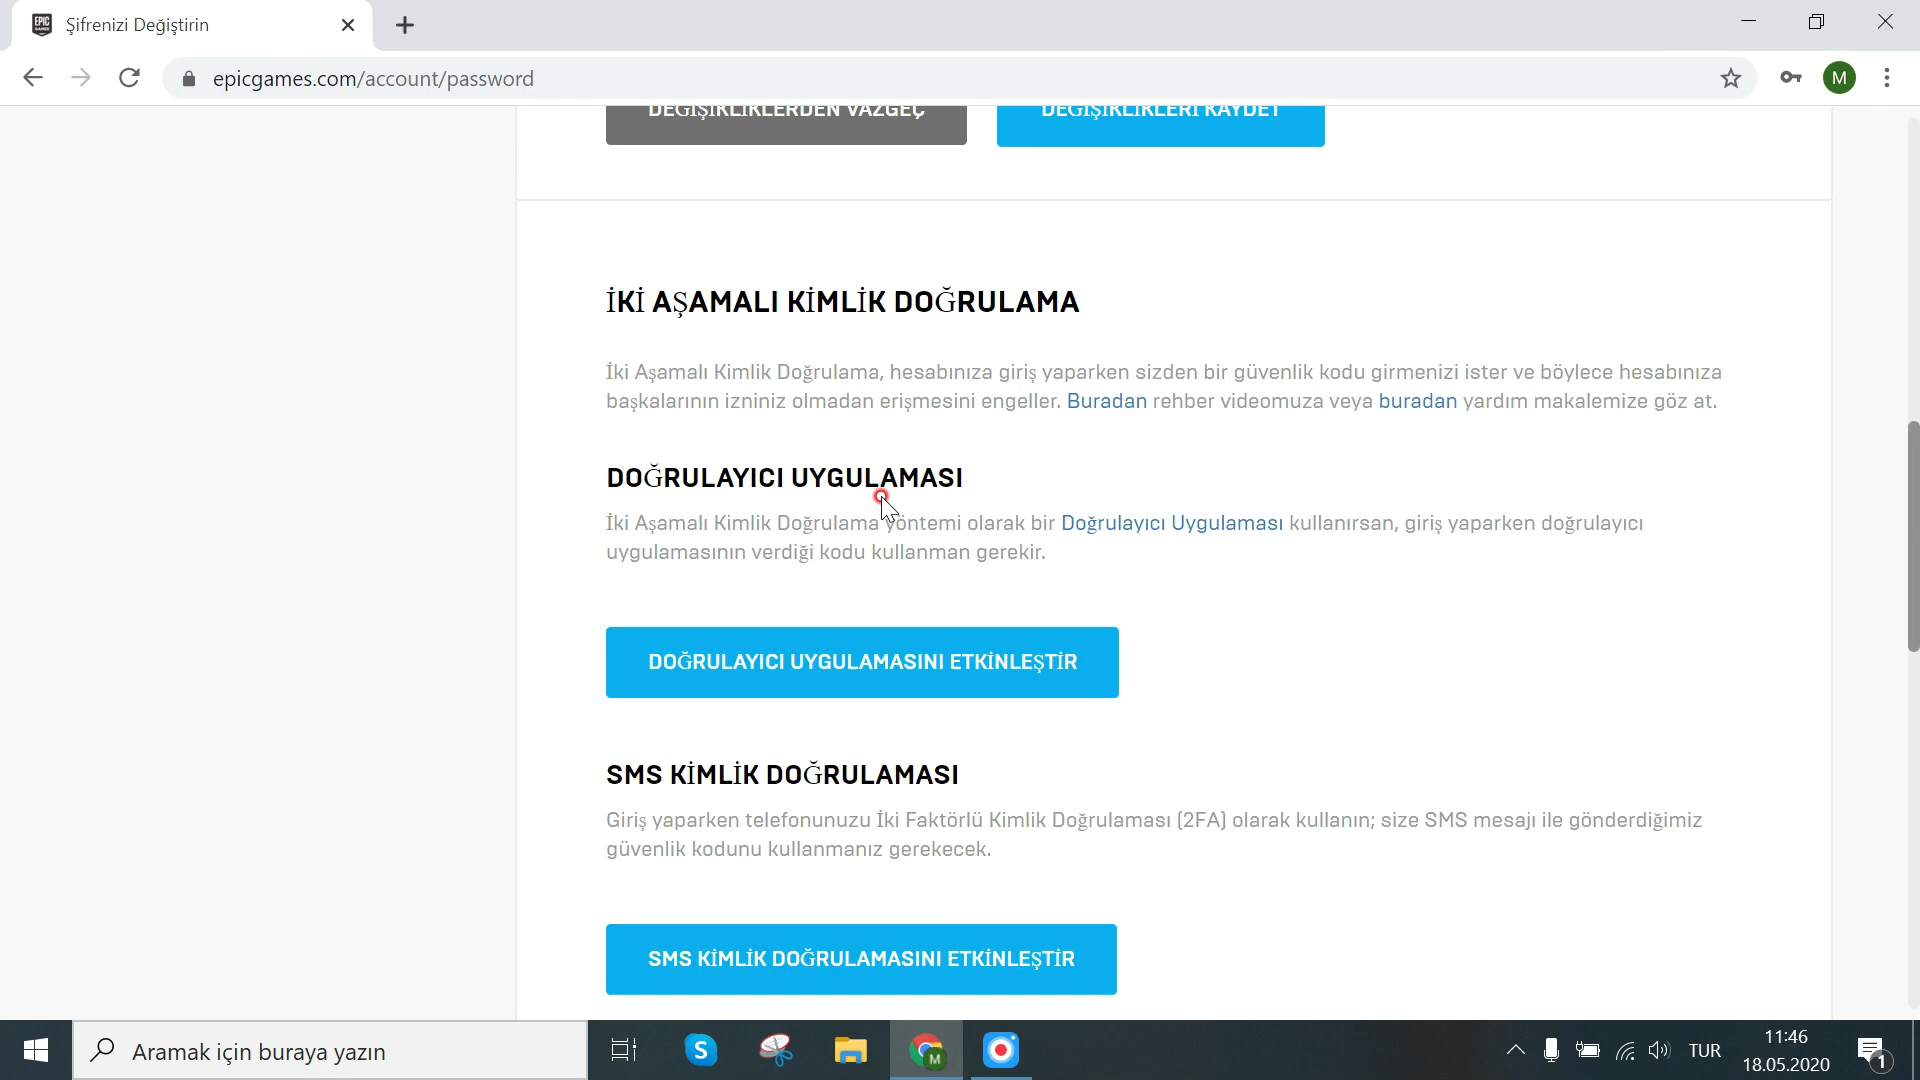 EPIC GAMES
Şifrenizi Değiştirin
epicgames.com/account/password
M
DEĞİŞİKLİKLERDEN VAZGEÇ
DEĞİŞİKLİKLERİ KAYDET
İKİ AŞAMALI KİMLİK DOĞRULAMA
İki Aşamalı Kimlik Doğrulama, hesabınıza giriş yaparken sizden bir güvenlik kodu girmenizi ister ve böylece hesabınıza
başkalarının izniniz olmadan erişmesini engeller. Buradan rehber videomuza veya buradan yardım makalemize göz at.
DOĞRULAYICI UYGULAMASI
İki Aşamalı Kimlik Doğrulama yöntemi olarak bir Doğrulayıcı Uygulaması kullanırsan, giriş yaparken doğrulayıcı
uygulamasının verdiği kodu kullanman gerekir.
DOĞRULAYICI UYGULAMASINI ETKİNLEŞTİR
SMS KİMLİK DOĞRULAMASI
Giriş yaparken telefonunuzu İki Faktörlü Kimlik Doğrulaması (2FA) olarak kullanın; size SMS mesajı ile gönderdiğimiz
güvenlik kodunu kullanmanız gerekecek.
SMS KİMLİK DOĞRULAMASINI ETKİNLEŞTİR
Aramak için buraya yazın
S
M
TUR
11:46
18.05.2020
1